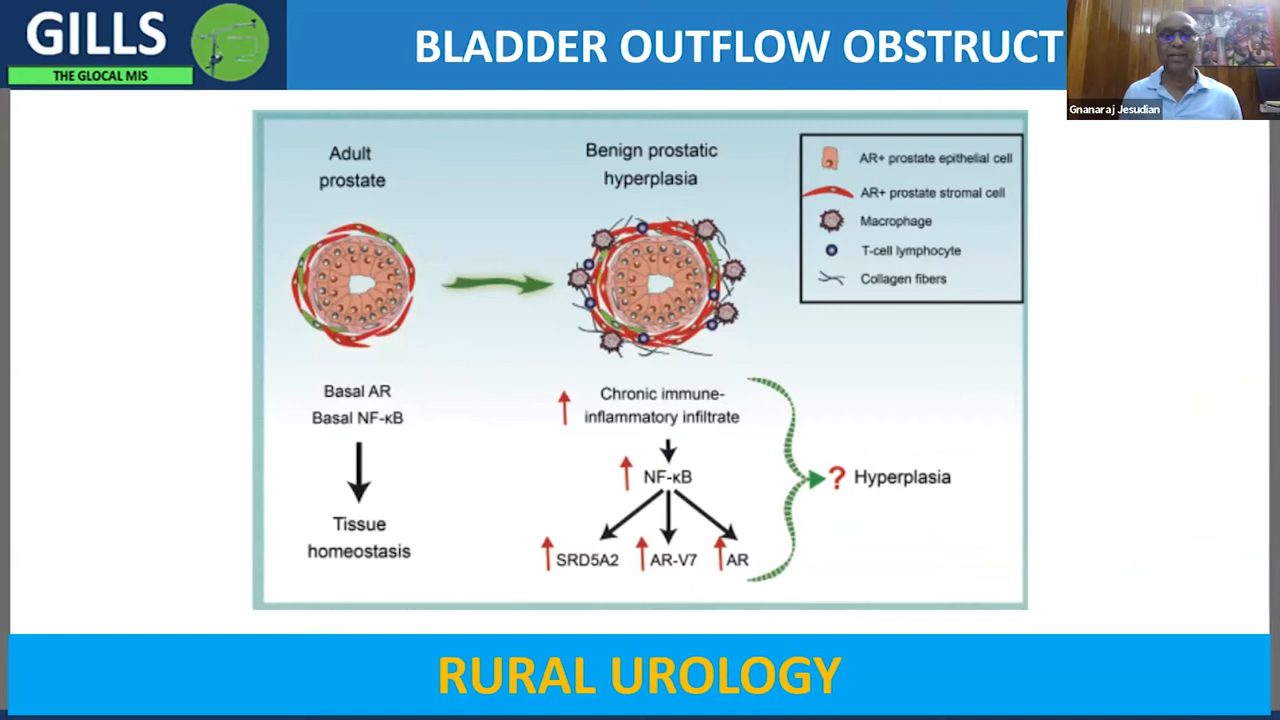 GILLS
THE GLOCAL MIS
BLADDER OUTFLOW OBSTRUCT
Gnanaraj Jesudian
Adult
prostate
Benign prostatic
hyperplasia
AR+ prostate epithelial cell
AR+ prostate stromal cell
Macrophage
T-cell lymphocyte
Collagen fibers
Basal AR
Basal NF-κB
Tissue
homeostasis
Chronic immune-
inflammatory infiltrate
NF-κB
SRD5A2 AR-V7 AR
? Hyperplasia
RURAL UROLOGY